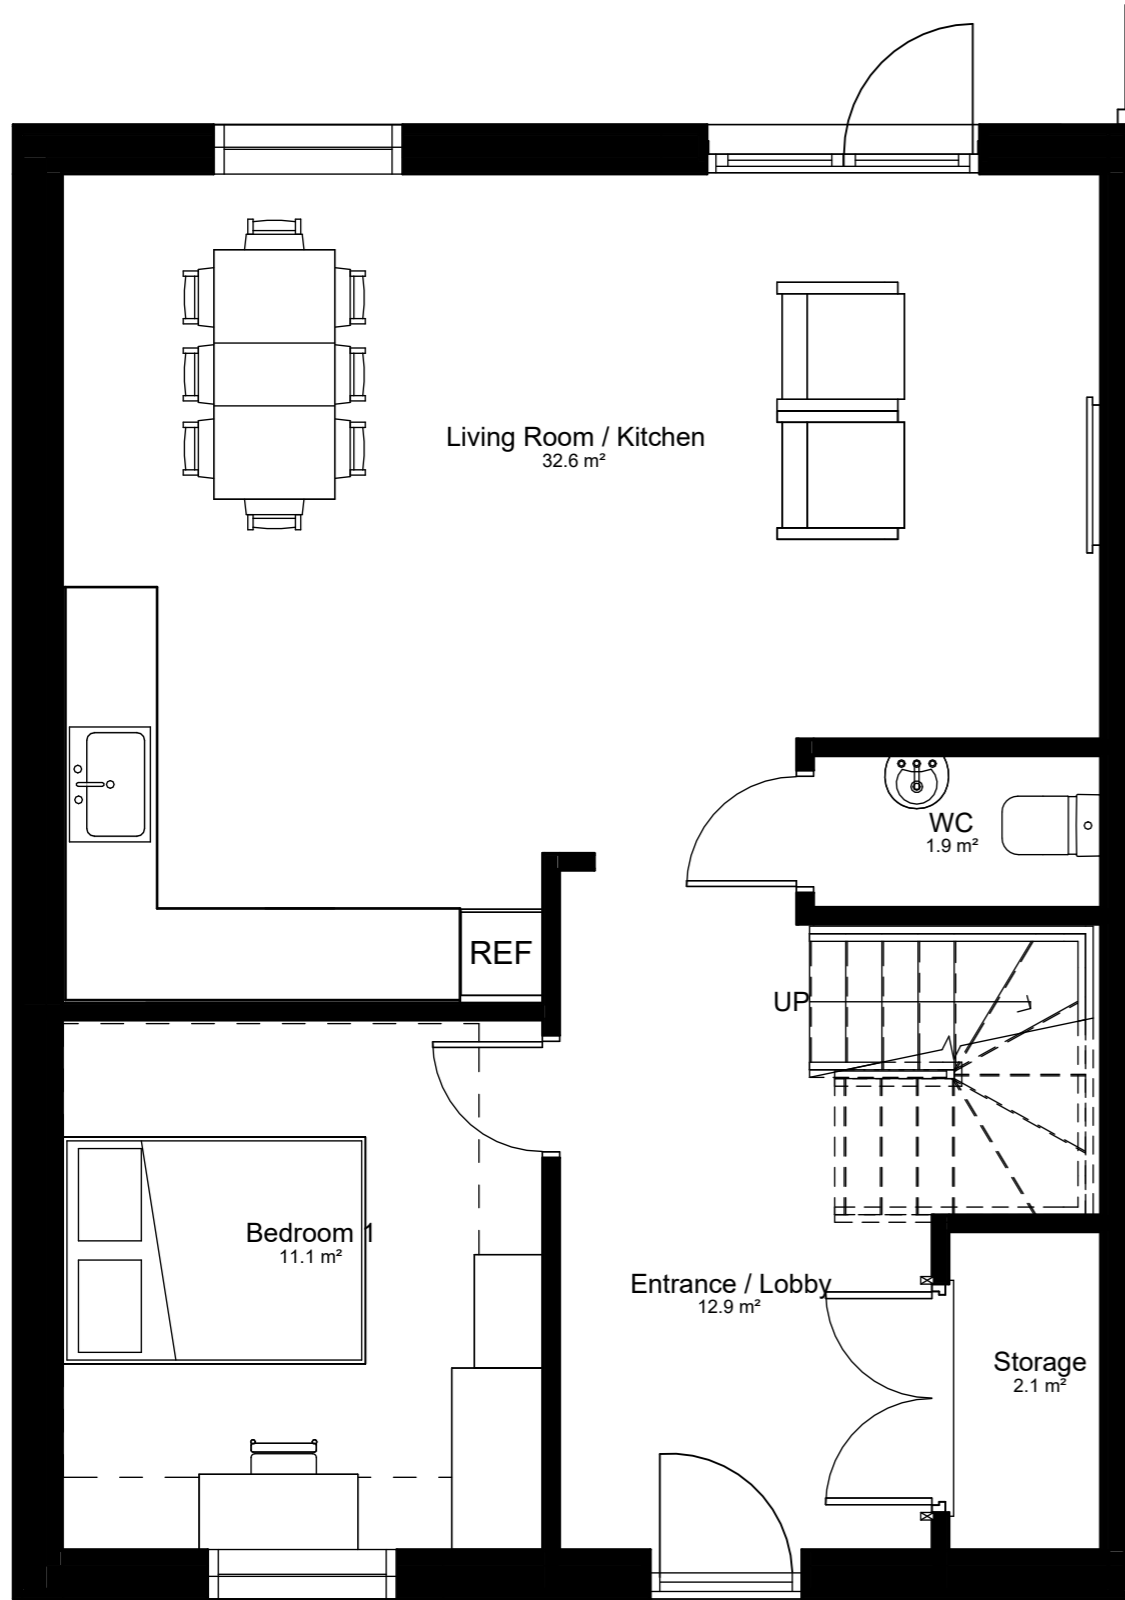 Living Room / Kitchen
32.6 m²
WC
1.9 m²
REF
UP
Bedroom 1
11.1 m²
Entrance / Lobby
12.9 m²
Storage
2.1 m²